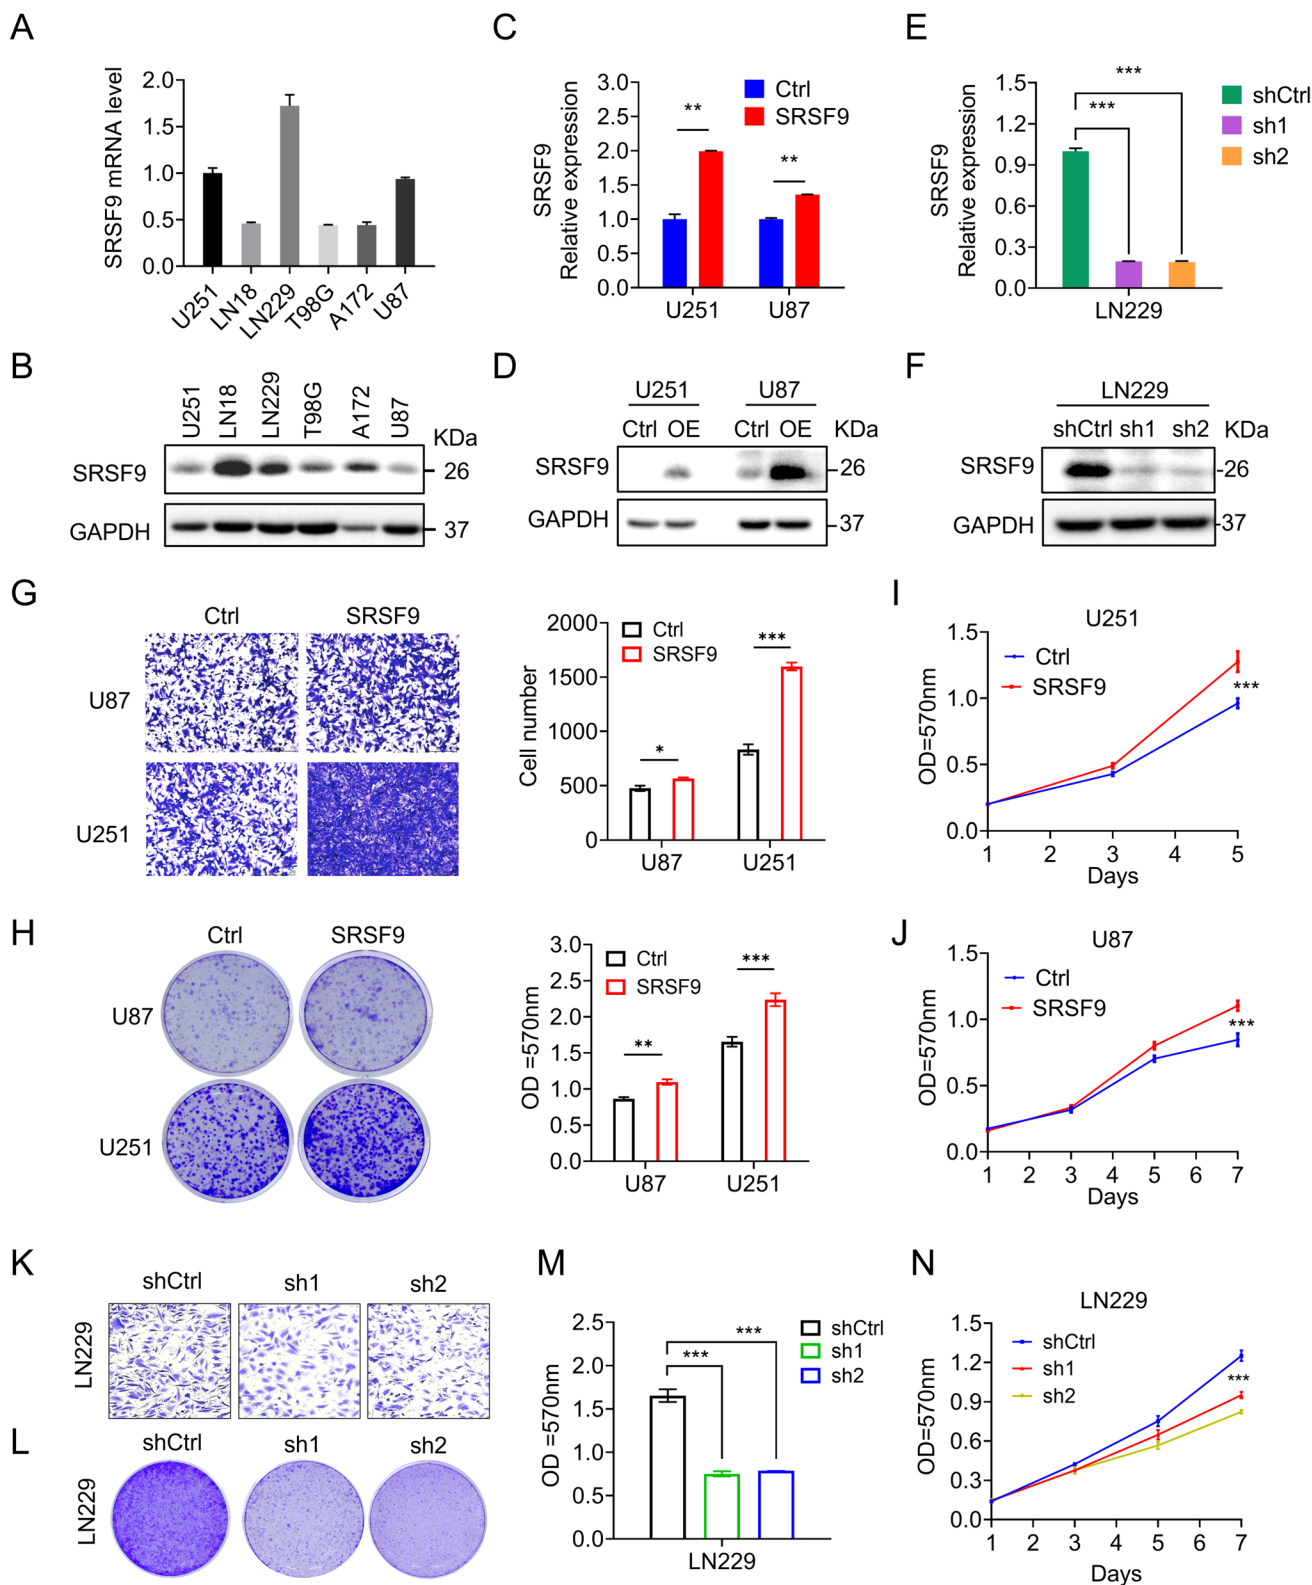 A
SRSF9 mRNA level
2.0
1.5
1.0
0.5
0.0
U251
LN18
LN229
T98G
A172
U87
C
SRSF9
Relative expression
3.0
2.5
2.0
1.5
1.0
0.5
0.0
Ctrl
SRSF9
**
**
U251
U87
E
SRSF9
Relative expression
1.5
1.2
0.9
0.6
0.3
0.0
***
***
shCtrl
sh1
sh2
LN229
B
U251
LN18
LN229
T98G
A172
U87
KDa
SRSF9
26
GAPDH
37
D
U251
U87
Ctrl OE
Ctrl OE
KDa
SRSF9
-26
GAPDH
-37
F
LN229
shCtrl sh1 sh2
KDa
SRSF9
-26
GAPDH
-37
G
Ctrl
SRSF9
U87
U251
Cell number
2000
1500
1000
500
0
Ctrl
SRSF9
*
***
U87
U251
I
U251
OD=570nm
1.5
1.0
0.5
0.0
Ctrl
SRSF9
***
1 2 3 4 5
Days
H
Ctrl
SRSF9
U87
U251
OD =570nm
3.0
2.5
2.0
1.5
1.0
0.5
0.0
Ctrl
SRSF9
**
***
U87
U251
J
U87
OD=570nm
1.5
1.0
0.5
0.0
Ctrl
SRSF9
***
1 2 3 4 5 6 7
Days
K
shCtrl
sh1
sh2
LN229
L
shCtrl
sh1
sh2
LN229
M
OD =570nm
2.5
2.0
1.5
1.0
0.5
0.0
***
***
shCtrl
sh1
sh2
LN229
N
LN229
OD=570nm
1.5
1.2
0.9
0.6
0.3
0.0
shCtrl
sh1
sh2
***
1 2 3 4 5 6 7
Days